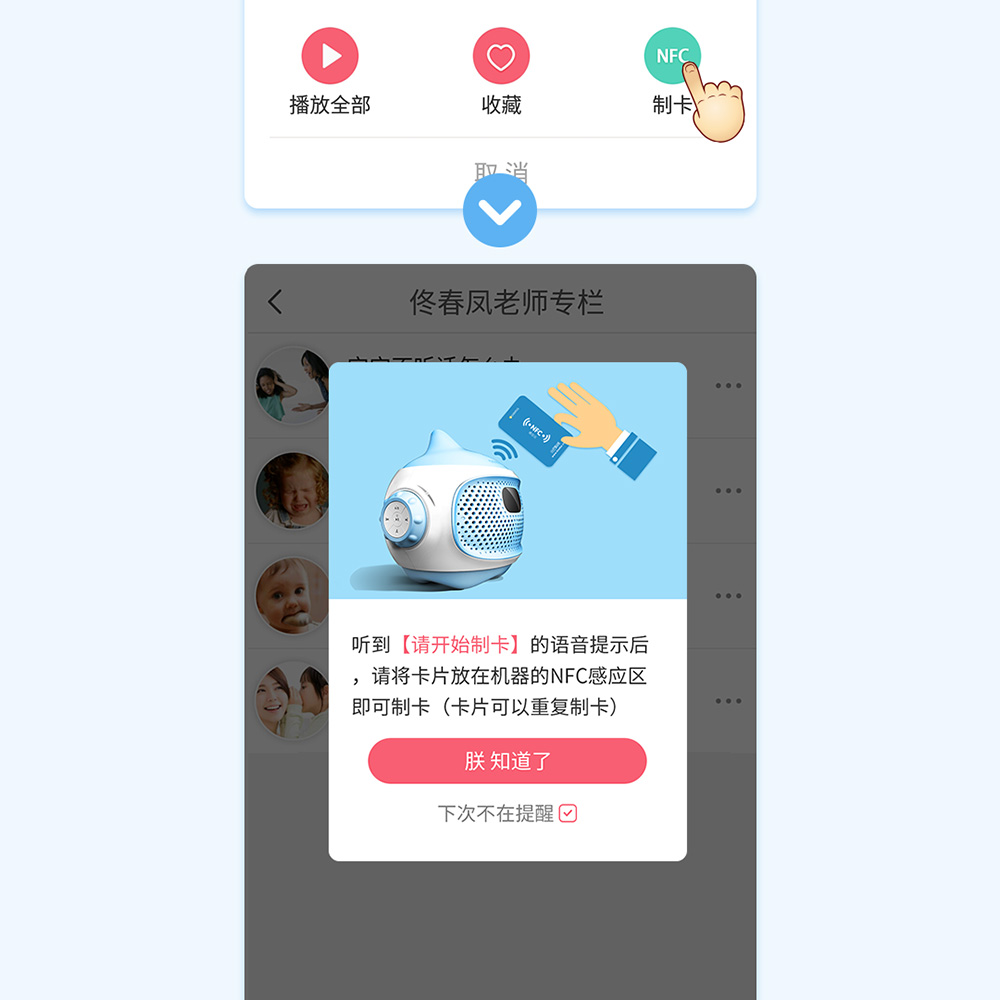 NFC
播放全部
收藏
制卡
取消
佟春凤老师专栏
NFC
听到【请开始制卡】的语音提示后
，请将卡片放在机器的NFC感应区
即可制卡（卡片可以重复制卡）
朕 知道了
下次不在提醒